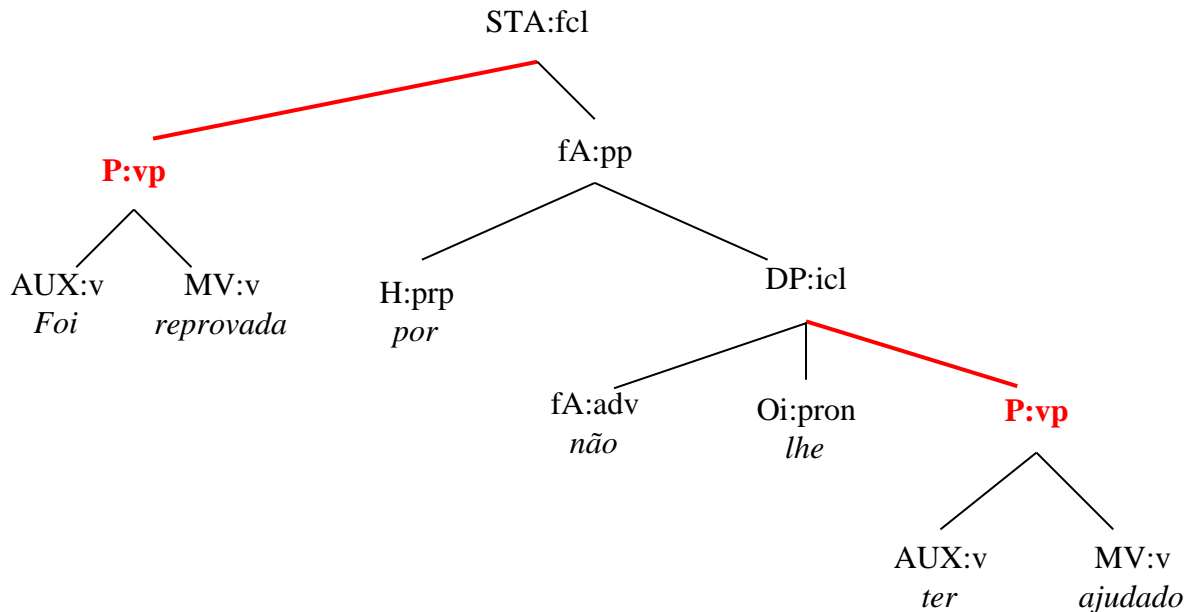 STA:fcl
P:vp
fA:pp
AUX:v
Foi
MV:v
reprovada
H:prp
por
DP:icl
fA:adv
não
Oi:pron
lhe
P:vp
AUX:v
ter
MV:v
ajudado